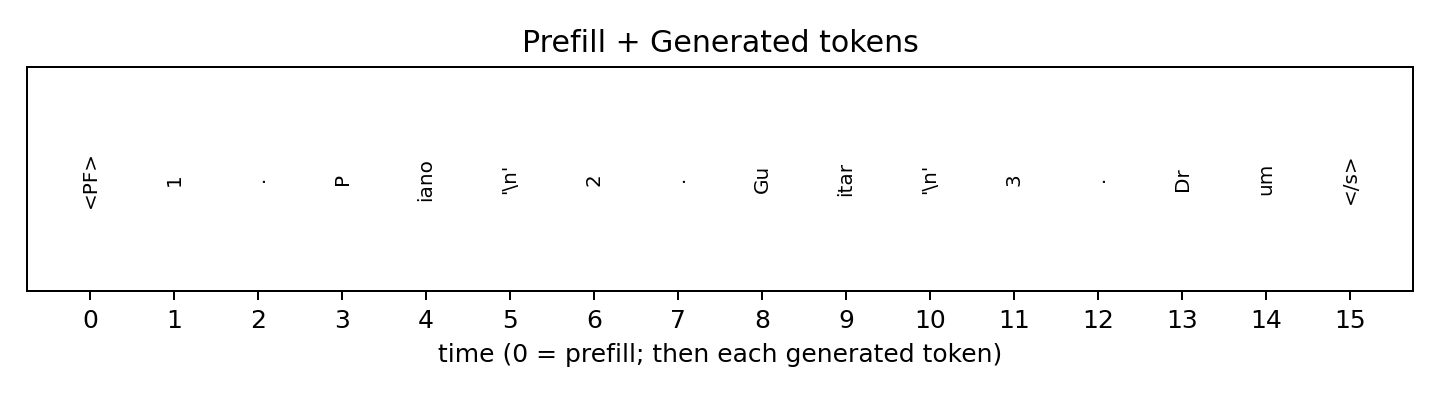 Prefill + Generated tokens
<PF> 1 . P iano '\n' 2 . Gu itar '\n' 3 . Dr um </s>
0 1 2 3 4 5 6 7 8 9 10 11 12 13 14 15
time (0 = prefill; then each generated token)